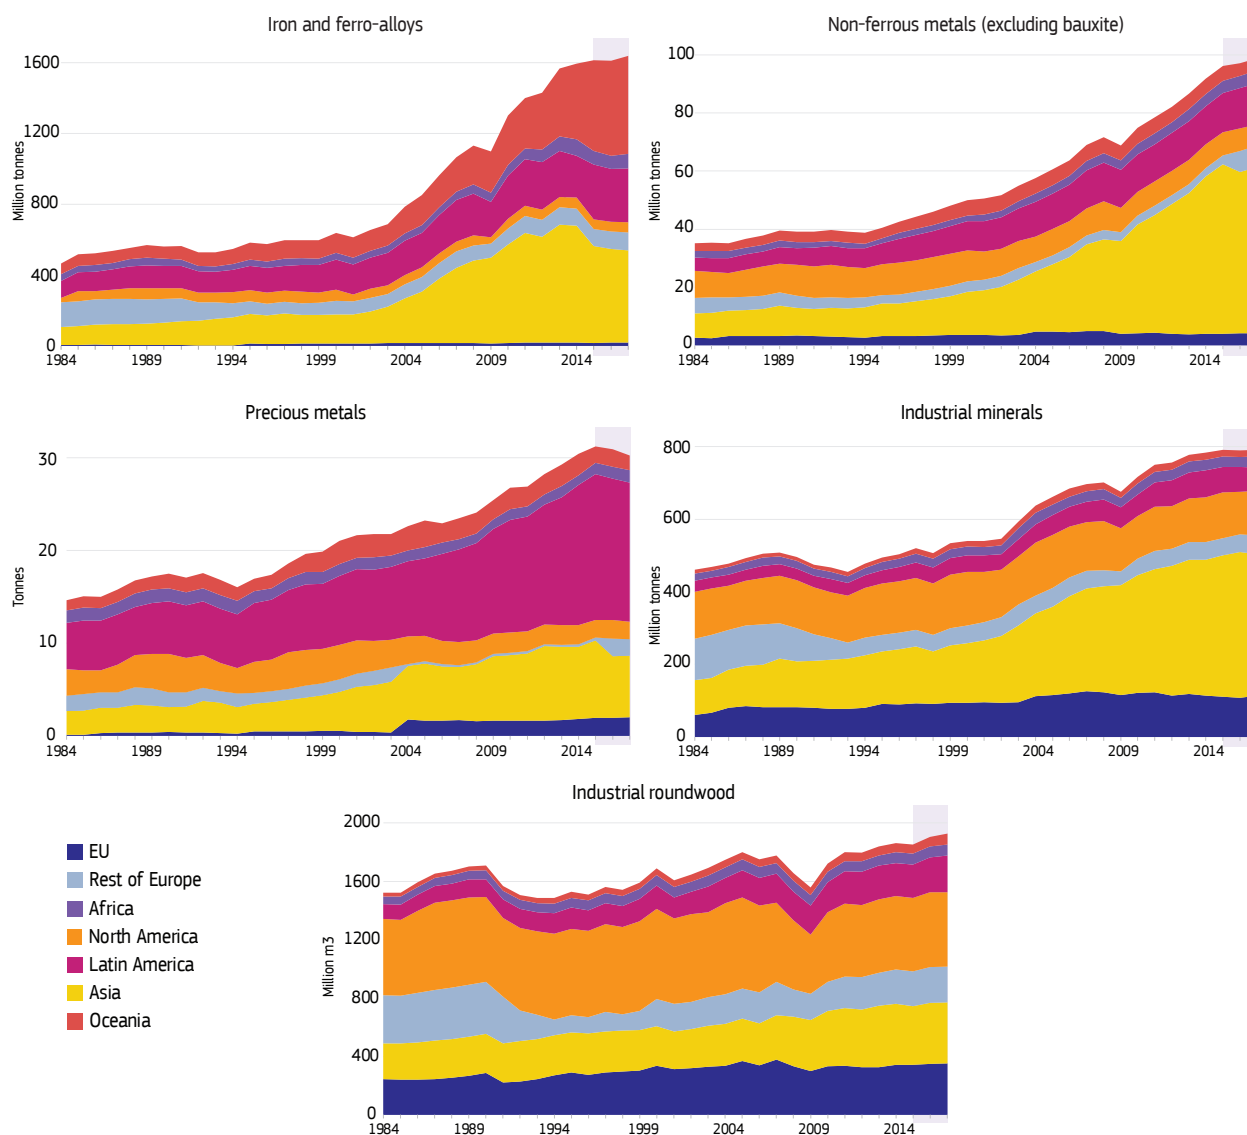 Iron and ferro-alloys
Million tonnes
1600
1200
800
400
0
1984 1989 1994 1999 2004 2009 2014
Non-ferrous metals (excluding bauxite)
Million tonnes
100
80
60
40
20
0
1984 1989 1994 1999 2004 2009 2014
Precious metals
Tonnes
30
20
10
0
1984 1989 1994 1999 2004 2009 2014
Industrial minerals
Million tonnes
800
600
400
200
0
1984 1989 1994 1999 2004 2009 2014
Industrial roundwood
Million m3
2000
1600
1200
800
400
0
1984 1989 1994 1999 2004 2009 2014
EU
Rest of Europe
Africa
North America
Latin America
Asia
Oceania